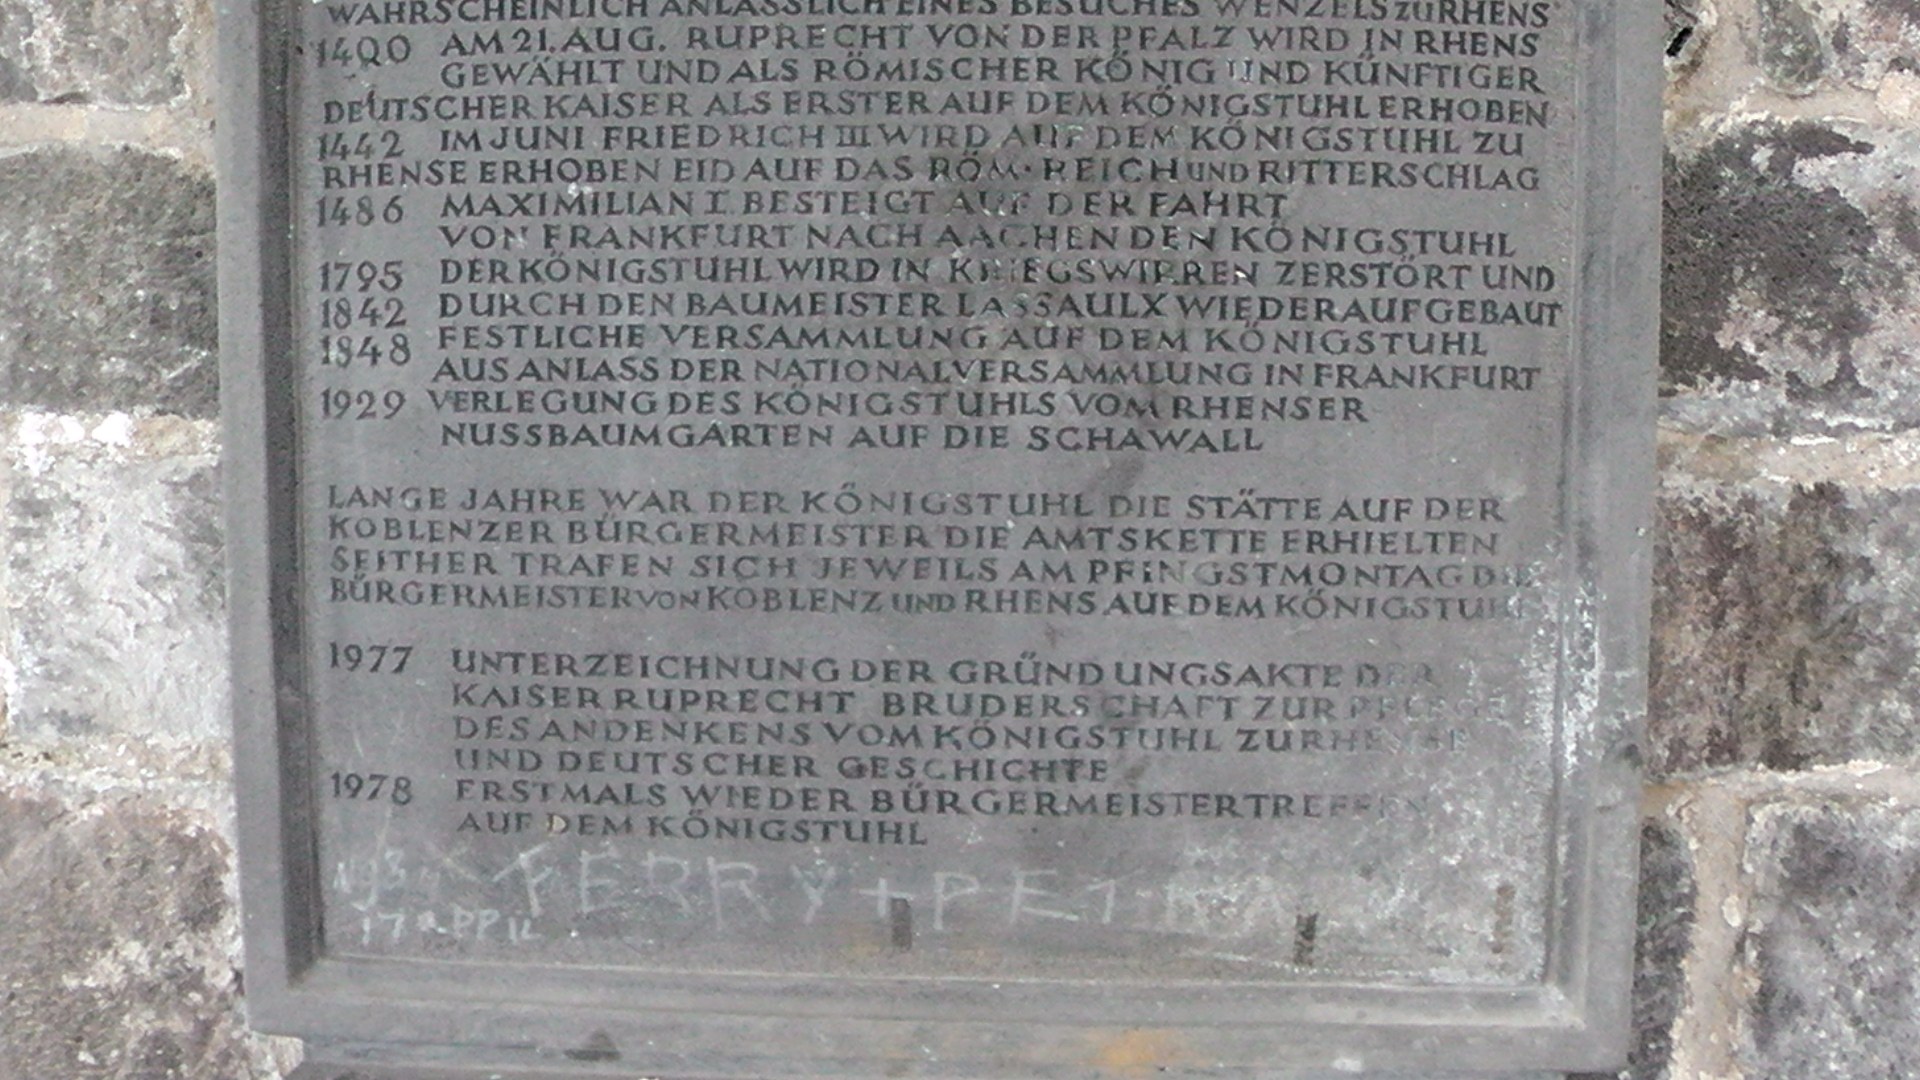 WAHRSCHEINLICH ANLÄSSLICH EINES BESUCHES WENZELS ZU RHENS
1400 AM 21. AUG. RUPRECHT VON DER PFALZ WIRD IN RHENS
GEWÄHLT UND ALS RÖMISCHER KÖNIG UND KÜNFTIGER
DEUTSCHER KAISER ALS ERSTER AUF DEM KÖNIGSTUHL ERHOBEN
1442 IM JUNI FRIEDRICH III WIRD AUF DEM KÖNIGSTUHL ZU
RHENSE ERHOBEN EID AUF DAS RÖM. REICH UND RITTERSCHLAG
1486 MAXIMILIAN I. BESTEIGT AUF DER FAHRT
VON FRANKFURT NACH AACHEN DEN KÖNIGSTUHL
1795 DER KÖNIGSTUHL WIRD IN KRIEGSWIRREN ZERSTÖRT UND
1842 DURCH DEN BAUMEISTER LASSAULX WIEDERAUFGEBAUT
1848 FESTLICHE VERSAMMLUNG AUF DEM KÖNIGSTUHL
AUS ANLASS DER NATIONALVERSAMMLUNG IN FRANKFURT
1929 VERLEGUNG DES KÖNIGSTUHLS VOM RHENSER
NUSSBAUMGARTEN AUF DIE SCHAWALL
LANGE JAHRE WAR DER KÖNIGSTUHL DIE STÄTTE AUF DER
KOBLENZER BÜRGERMEISTER DIE AMTSKETTE ERHIELTEN
SEITHER TRAFEN SICH JEWEILS AM PFINGSTMONTAG DIE
BÜRGERMEISTER VON KOBLENZ UND RHENS AUF DEM KÖNIGSTUHL
1977 UNTERZEICHNUNG DER GRÜNDUNGSAKTE DER
KAISER RUPRECHT BRUDERSCHAFT ZUR PFLEGE
DES ANDENKENS VOM KÖNIGSTUHL ZU RHENSE
UND DEUTSCHER GESCHICHTE
1978 ERSTMALS WIEDER BÜRGERMEISTERTREFFEN
AUF DEM KÖNIGSTUHL
FERRY + PETRA